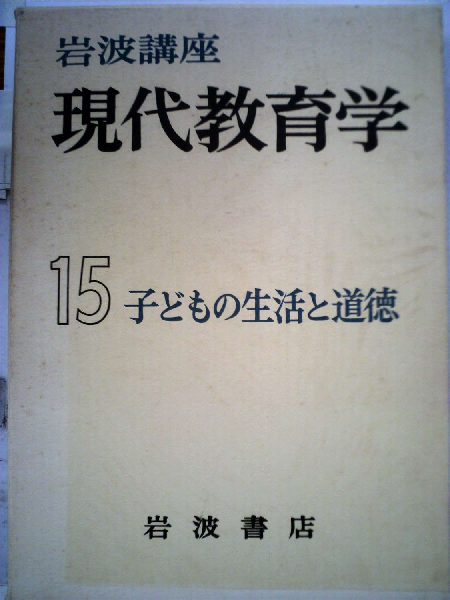 岩波講座
現代教育学
15 子どもの生活と道徳
岩波書店